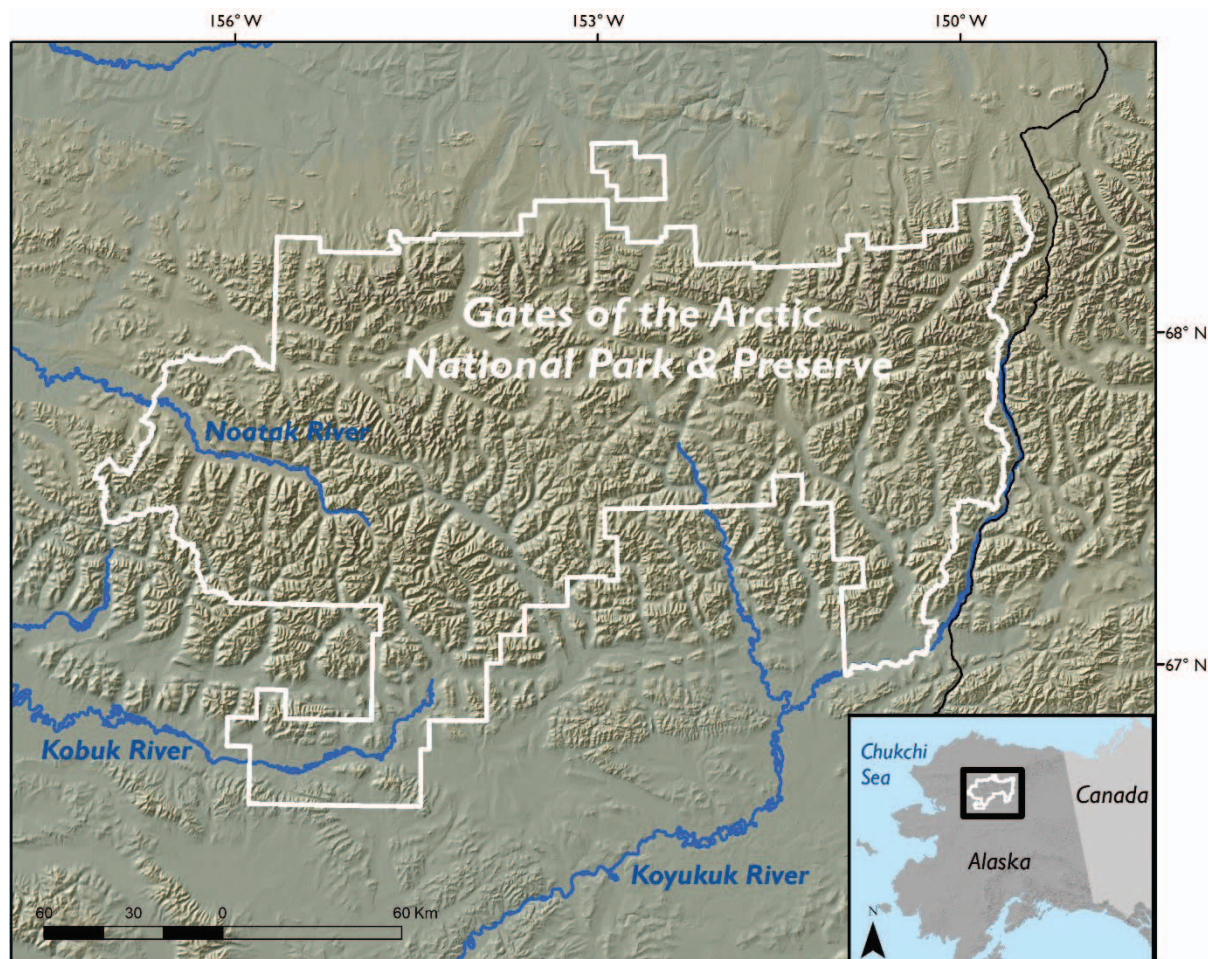 156° W
153° W
150° W
Gates of the Arctic
National Park & Preserve
68° N
Noatak River
67° N
Kobuk River
Koyukuk River
60
30
0
60 Km
Chukchi
Sea
Canada
Alaska
N